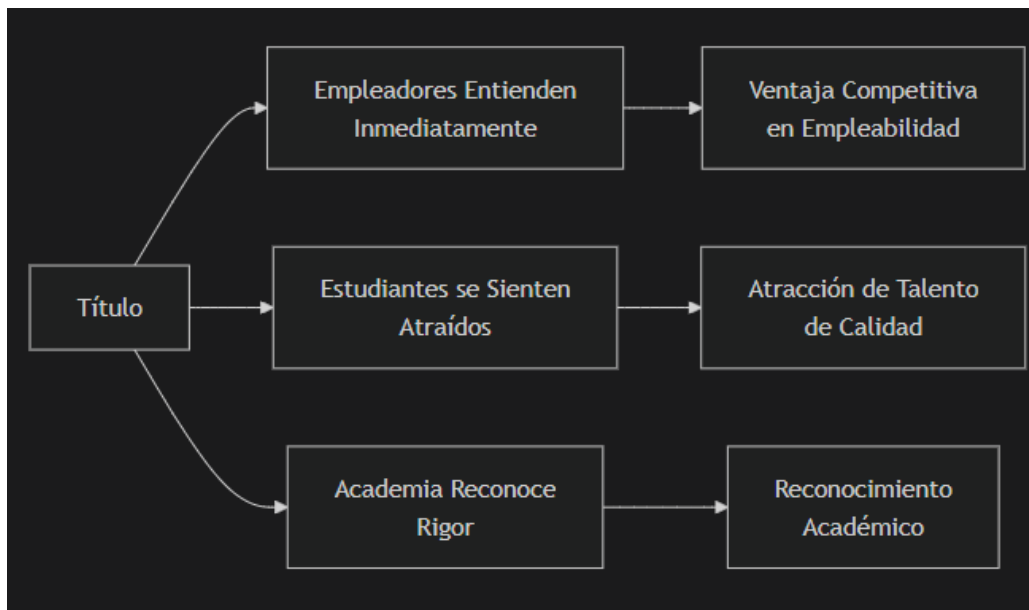 Empleadores Entienden
Inmediatamente
Ventaja Competitiva
en Empleabilidad
Título
Estudiantes se Sienten
Atraídos
Atracción de Talento
de Calidad
Academia Reconoce
Rigor
Reconocimiento
Académico